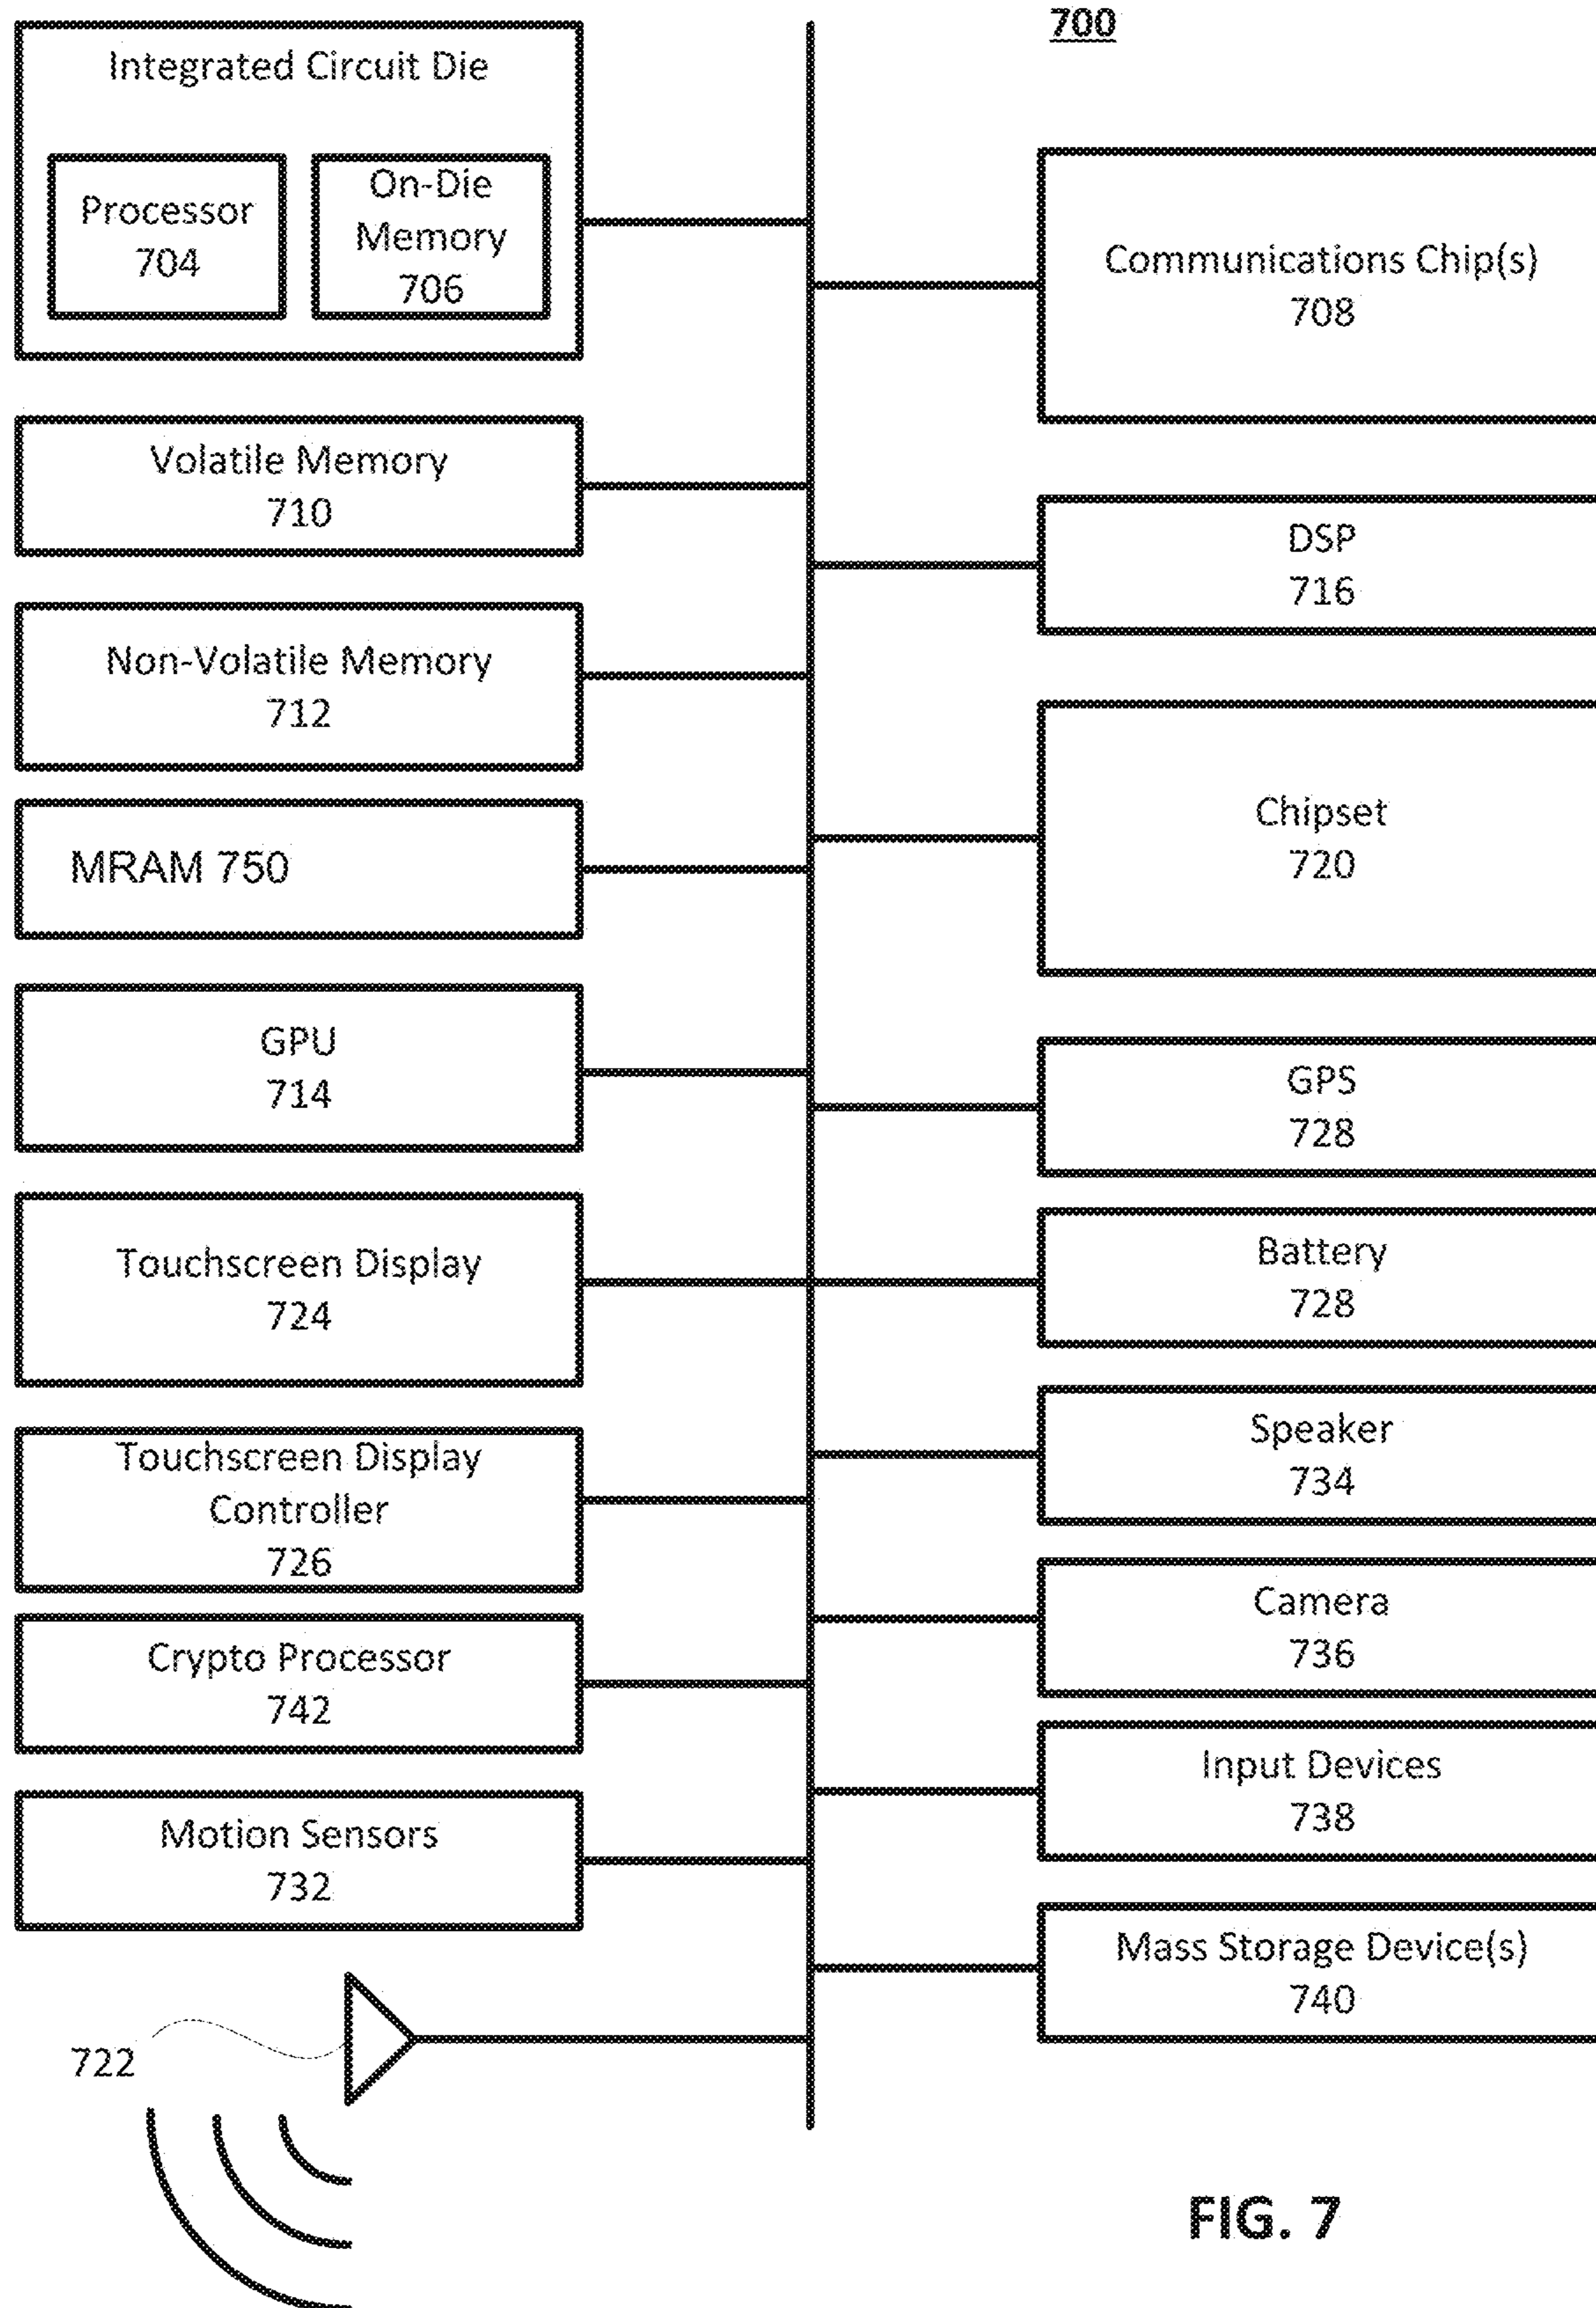 700
Integrated Circuit Die
Processor
704
On-Die
Memory
706
Volatile Memory
710
Non-Volatile Memory
712
MRAM 750
GPU
714
Touchscreen Display
724
Touchscreen Display
Controller
726
Crypto Processor
742
Motion Sensors
732
722
Communications Chip(s)
708
DSP
716
Chipset
720
GPS
728
Battery
728
Speaker
734
Camera
736
Input Devices
738
Mass Storage Device(s)
740
FIG. 7